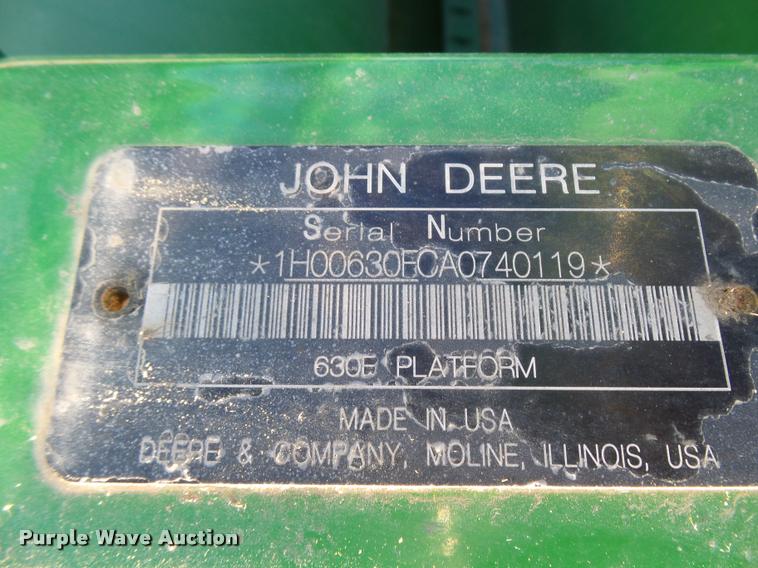 JOHN DEERE
Serial Number
*1H00630FCA0740119*
630F PLATFORM
MADE IN USA
DEERE & COMPANY, MOLINE, ILLINOIS, USA
Purple Wave Auction